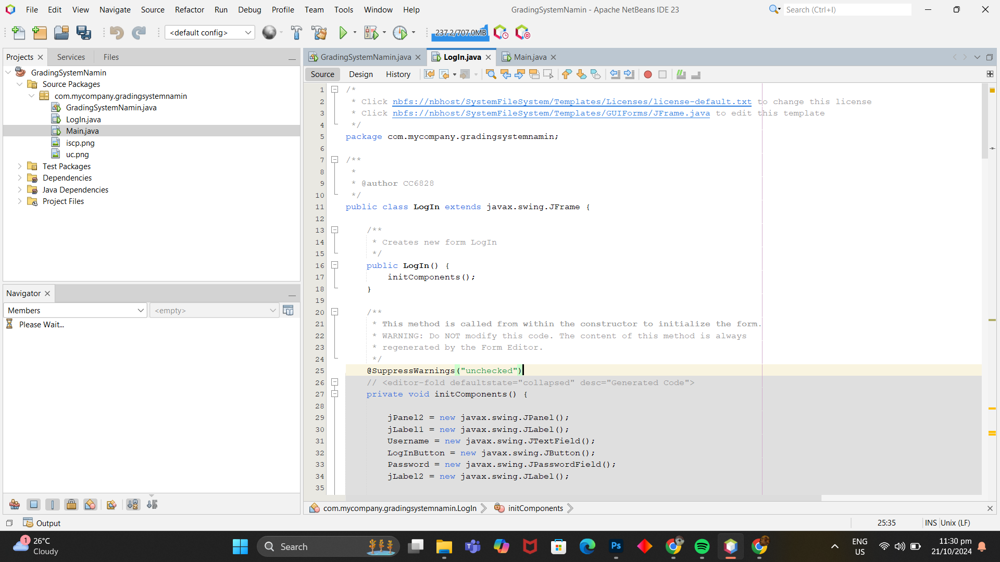 File Edit View Navigate Source Refactor Run Debug Profile Team Tools Window Help
GradingSystemNamin - Apache NetBeans IDE 23
Search (Ctrl+I)
<default config>
237.2/707.0MB
Projects Services Files
GradingSystemNamin
Source Packages
com.mycompany.gradingsystemnamin
GradingSystemNamin.java
LogIn.java
Main.java
iscp.png
uc.png
Test Packages
Dependencies
Java Dependencies
Project Files
Navigator
Members
<empty>
Please Wait...
GradingSystemNamin.java LogIn.java Main.java
Source Design History
1 /*
2 * Click nbfs://nbhost/SystemFileSystem/Templates/Licenses/license-default.txt to change this license
3 * Click nbfs://nbhost/SystemFileSystem/Templates/GUIForms/JFrame.java to edit this template
4 */
5 package com.mycompany.gradingsystemnamin;
6
7 /**
8 *
9 * @author CC6828
10 */
11 public class LogIn extends javax.swing.JFrame {
12
13 /**
14 * Creates new form LogIn
15 */
16 public LogIn() {
17 initComponents();
18 }
19
20 /**
21 * This method is called from within the constructor to initialize the form.
22 * WARNING: Do NOT modify this code. The content of this method is always
23 * regenerated by the Form Editor.
24 */
25 @SuppressWarnings("unchecked")
26 // <editor-fold defaultstate="collapsed" desc="Generated Code">
27 private void initComponents() {
28
29 jPanel2 = new javax.swing.JPanel();
30 jLabel1 = new javax.swing.JLabel();
31 Username = new javax.swing.JTextField();
32 LogInButton = new javax.swing.JButton();
33 Password = new javax.swing.JPasswordField();
34 jLabel2 = new javax.swing.JLabel();
35
com.mycompany.gradingsystemnamin.LogIn initComponents
Output
25:35 INS Unix (LF)
1
26°C
Cloudy
Search
Ps
ENG
US
11:30 pm
21/10/2024